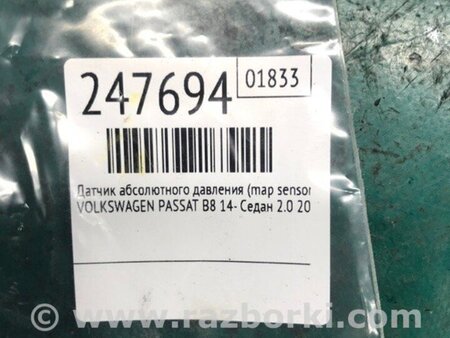 247694
01833
Датчик абсолютного давления (map sensor
VOLKSWAGEN PASSAT B8 14- Седан 2.0 20
© www.razborki.com